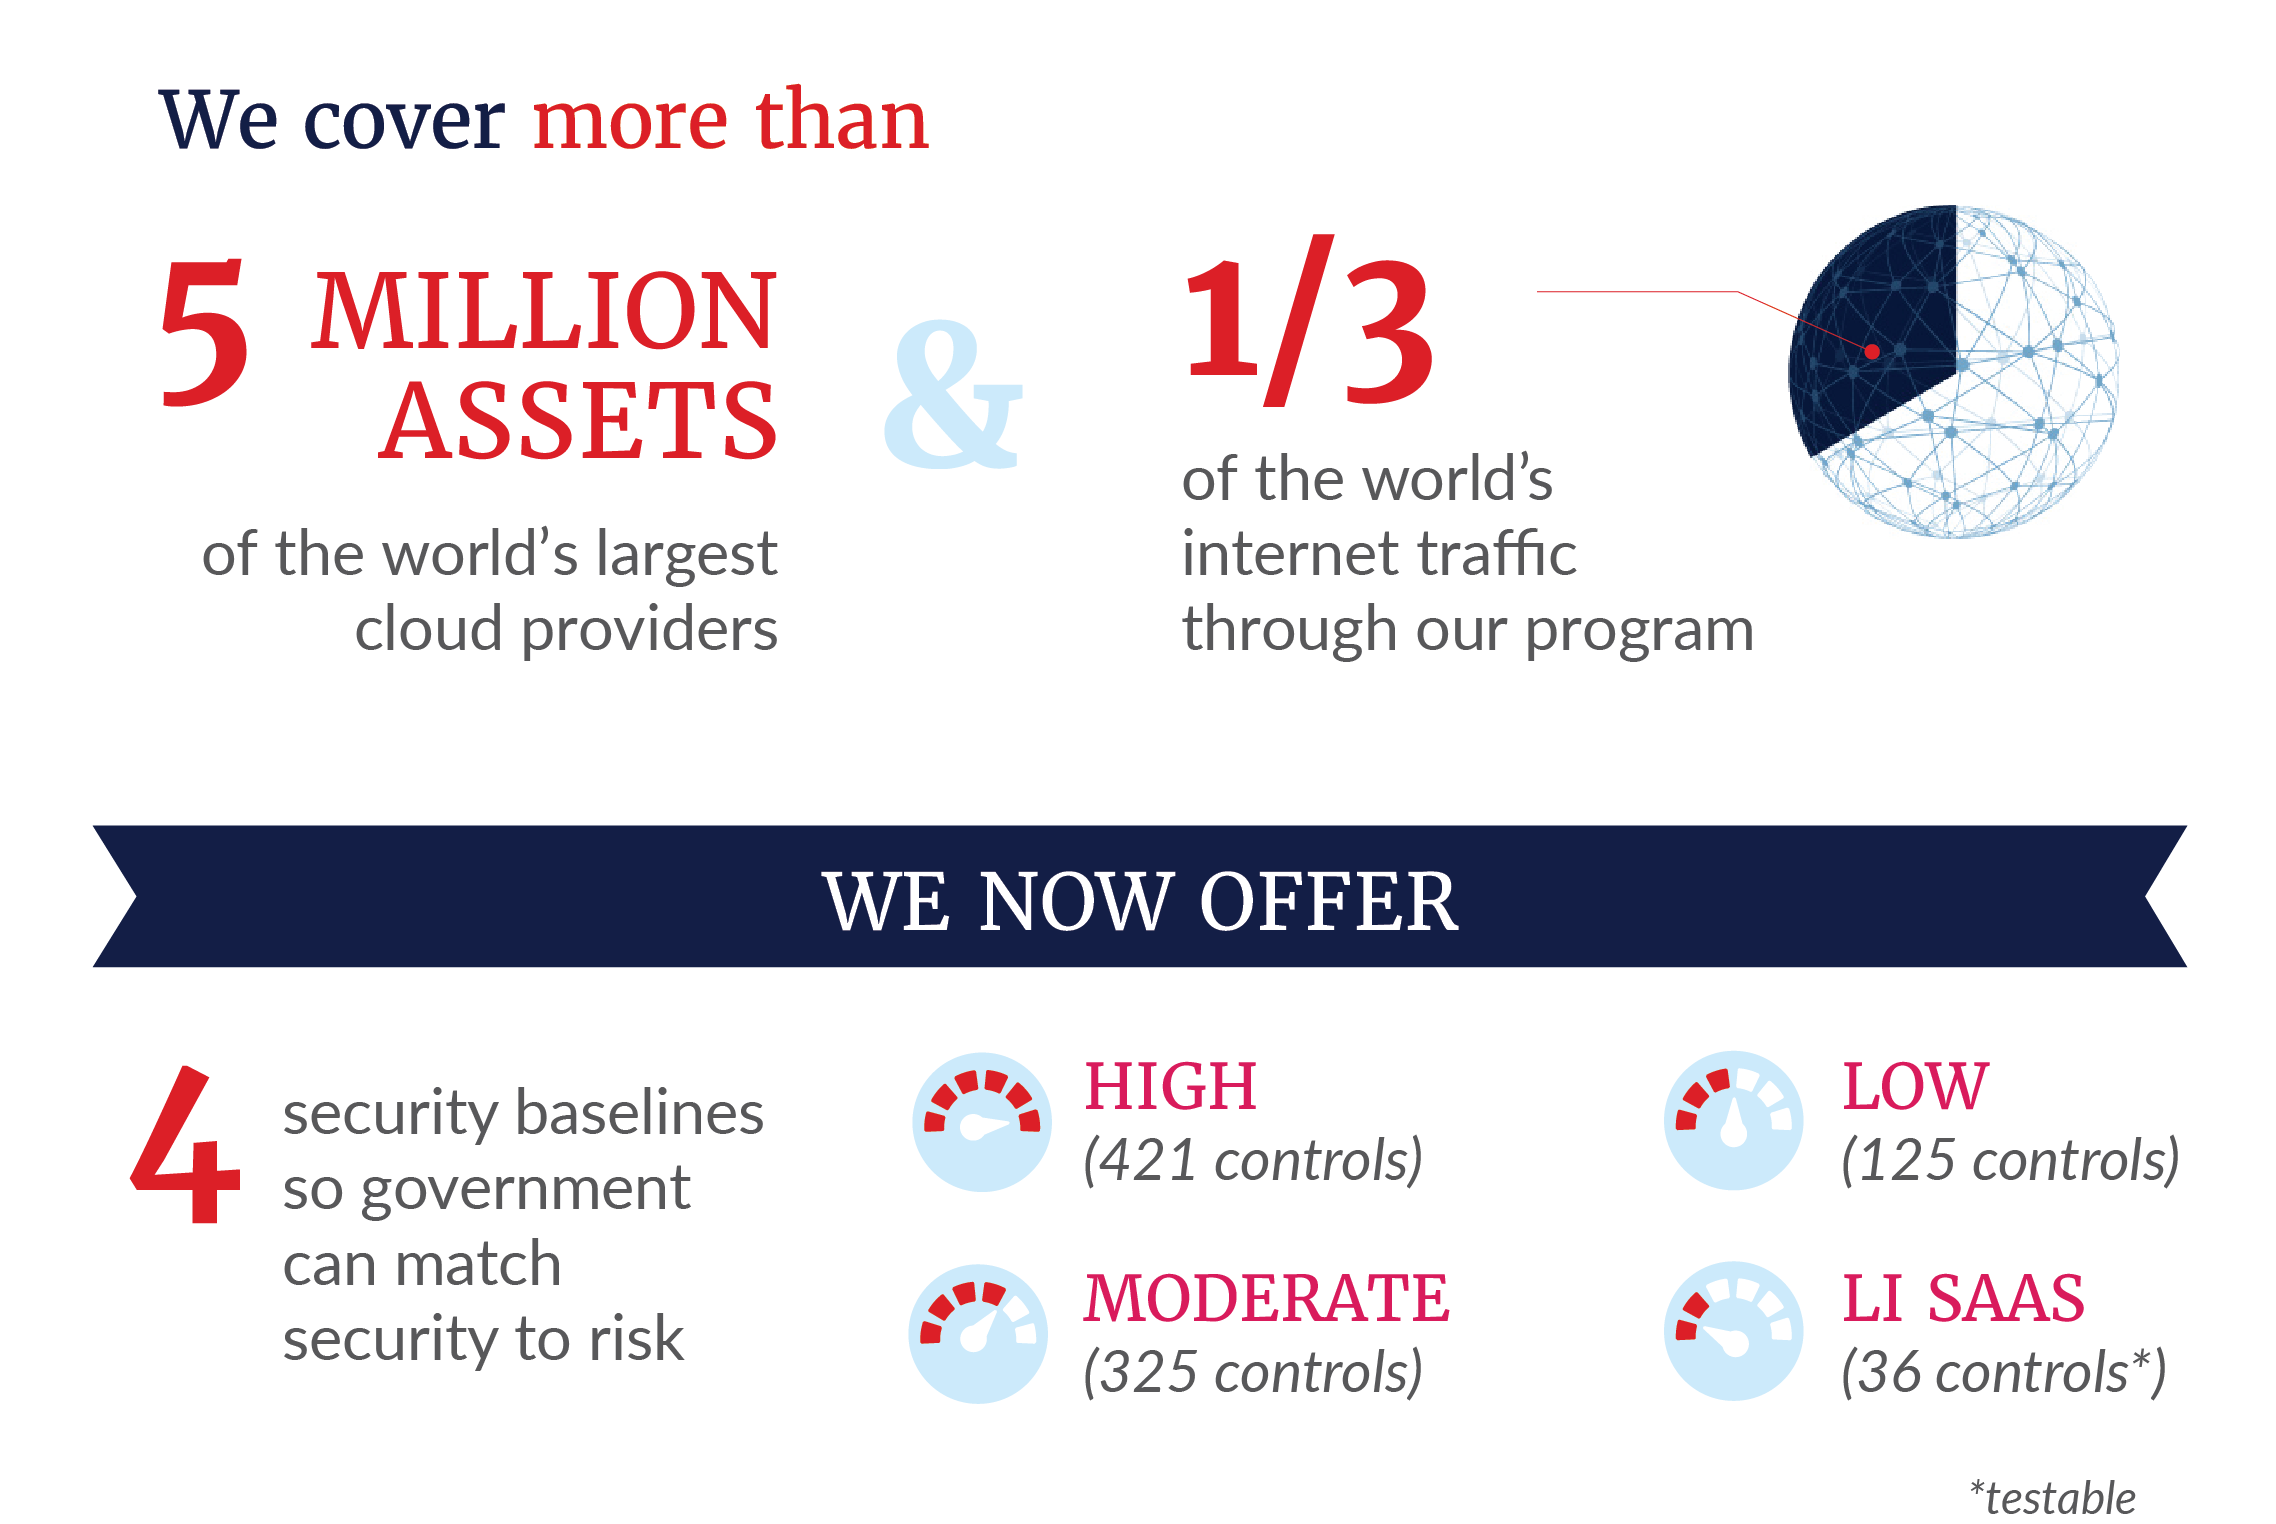 We cover more than
5 MILLION
ASSETS
of the world’s largest
cloud providers
&
1/3
of the world’s
internet traffic
through our program
WE NOW OFFER
4
security baselines
so government
can match
security to risk
HIGH
(421 controls)
MODERATE
(325 controls)
LOW
(125 controls)
LI SAAS
(36 controls*)
*testable